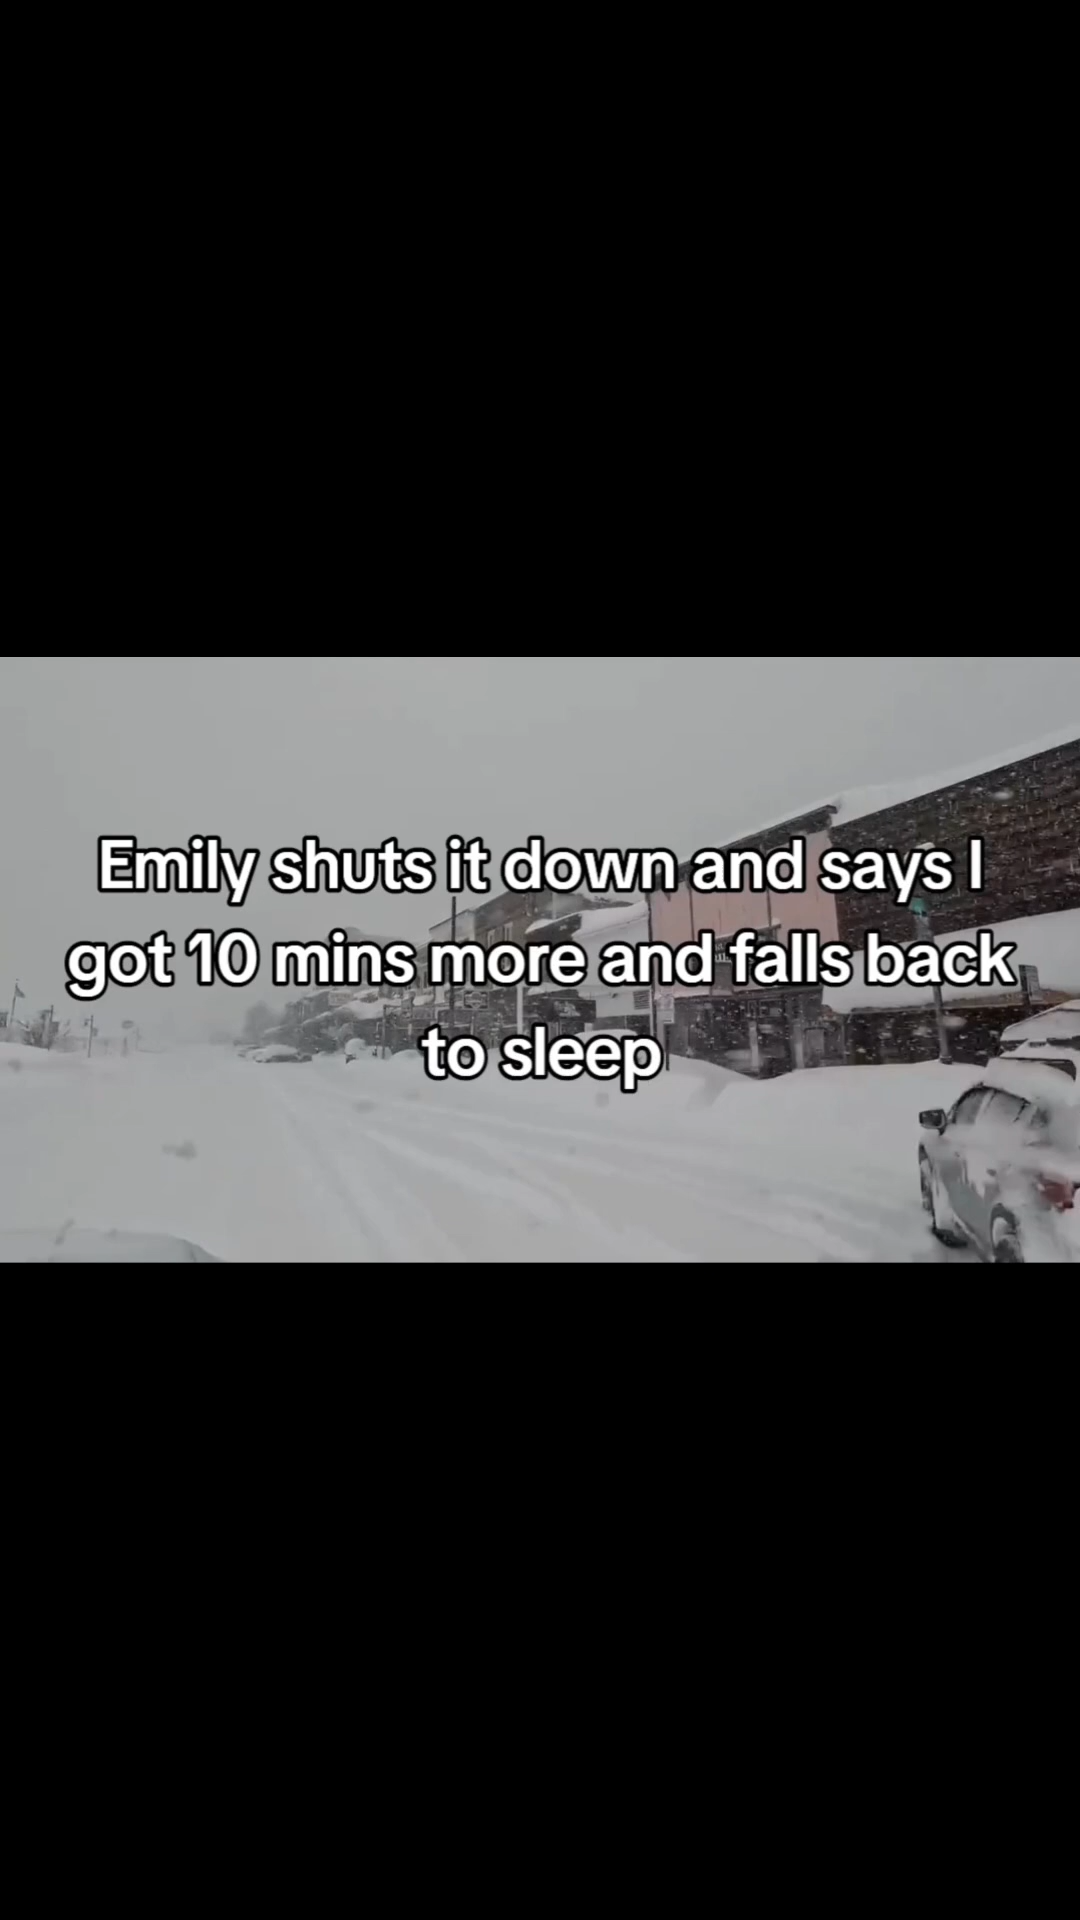 Emily shuts it down and says I
got 10 mins more and falls back
to sleep